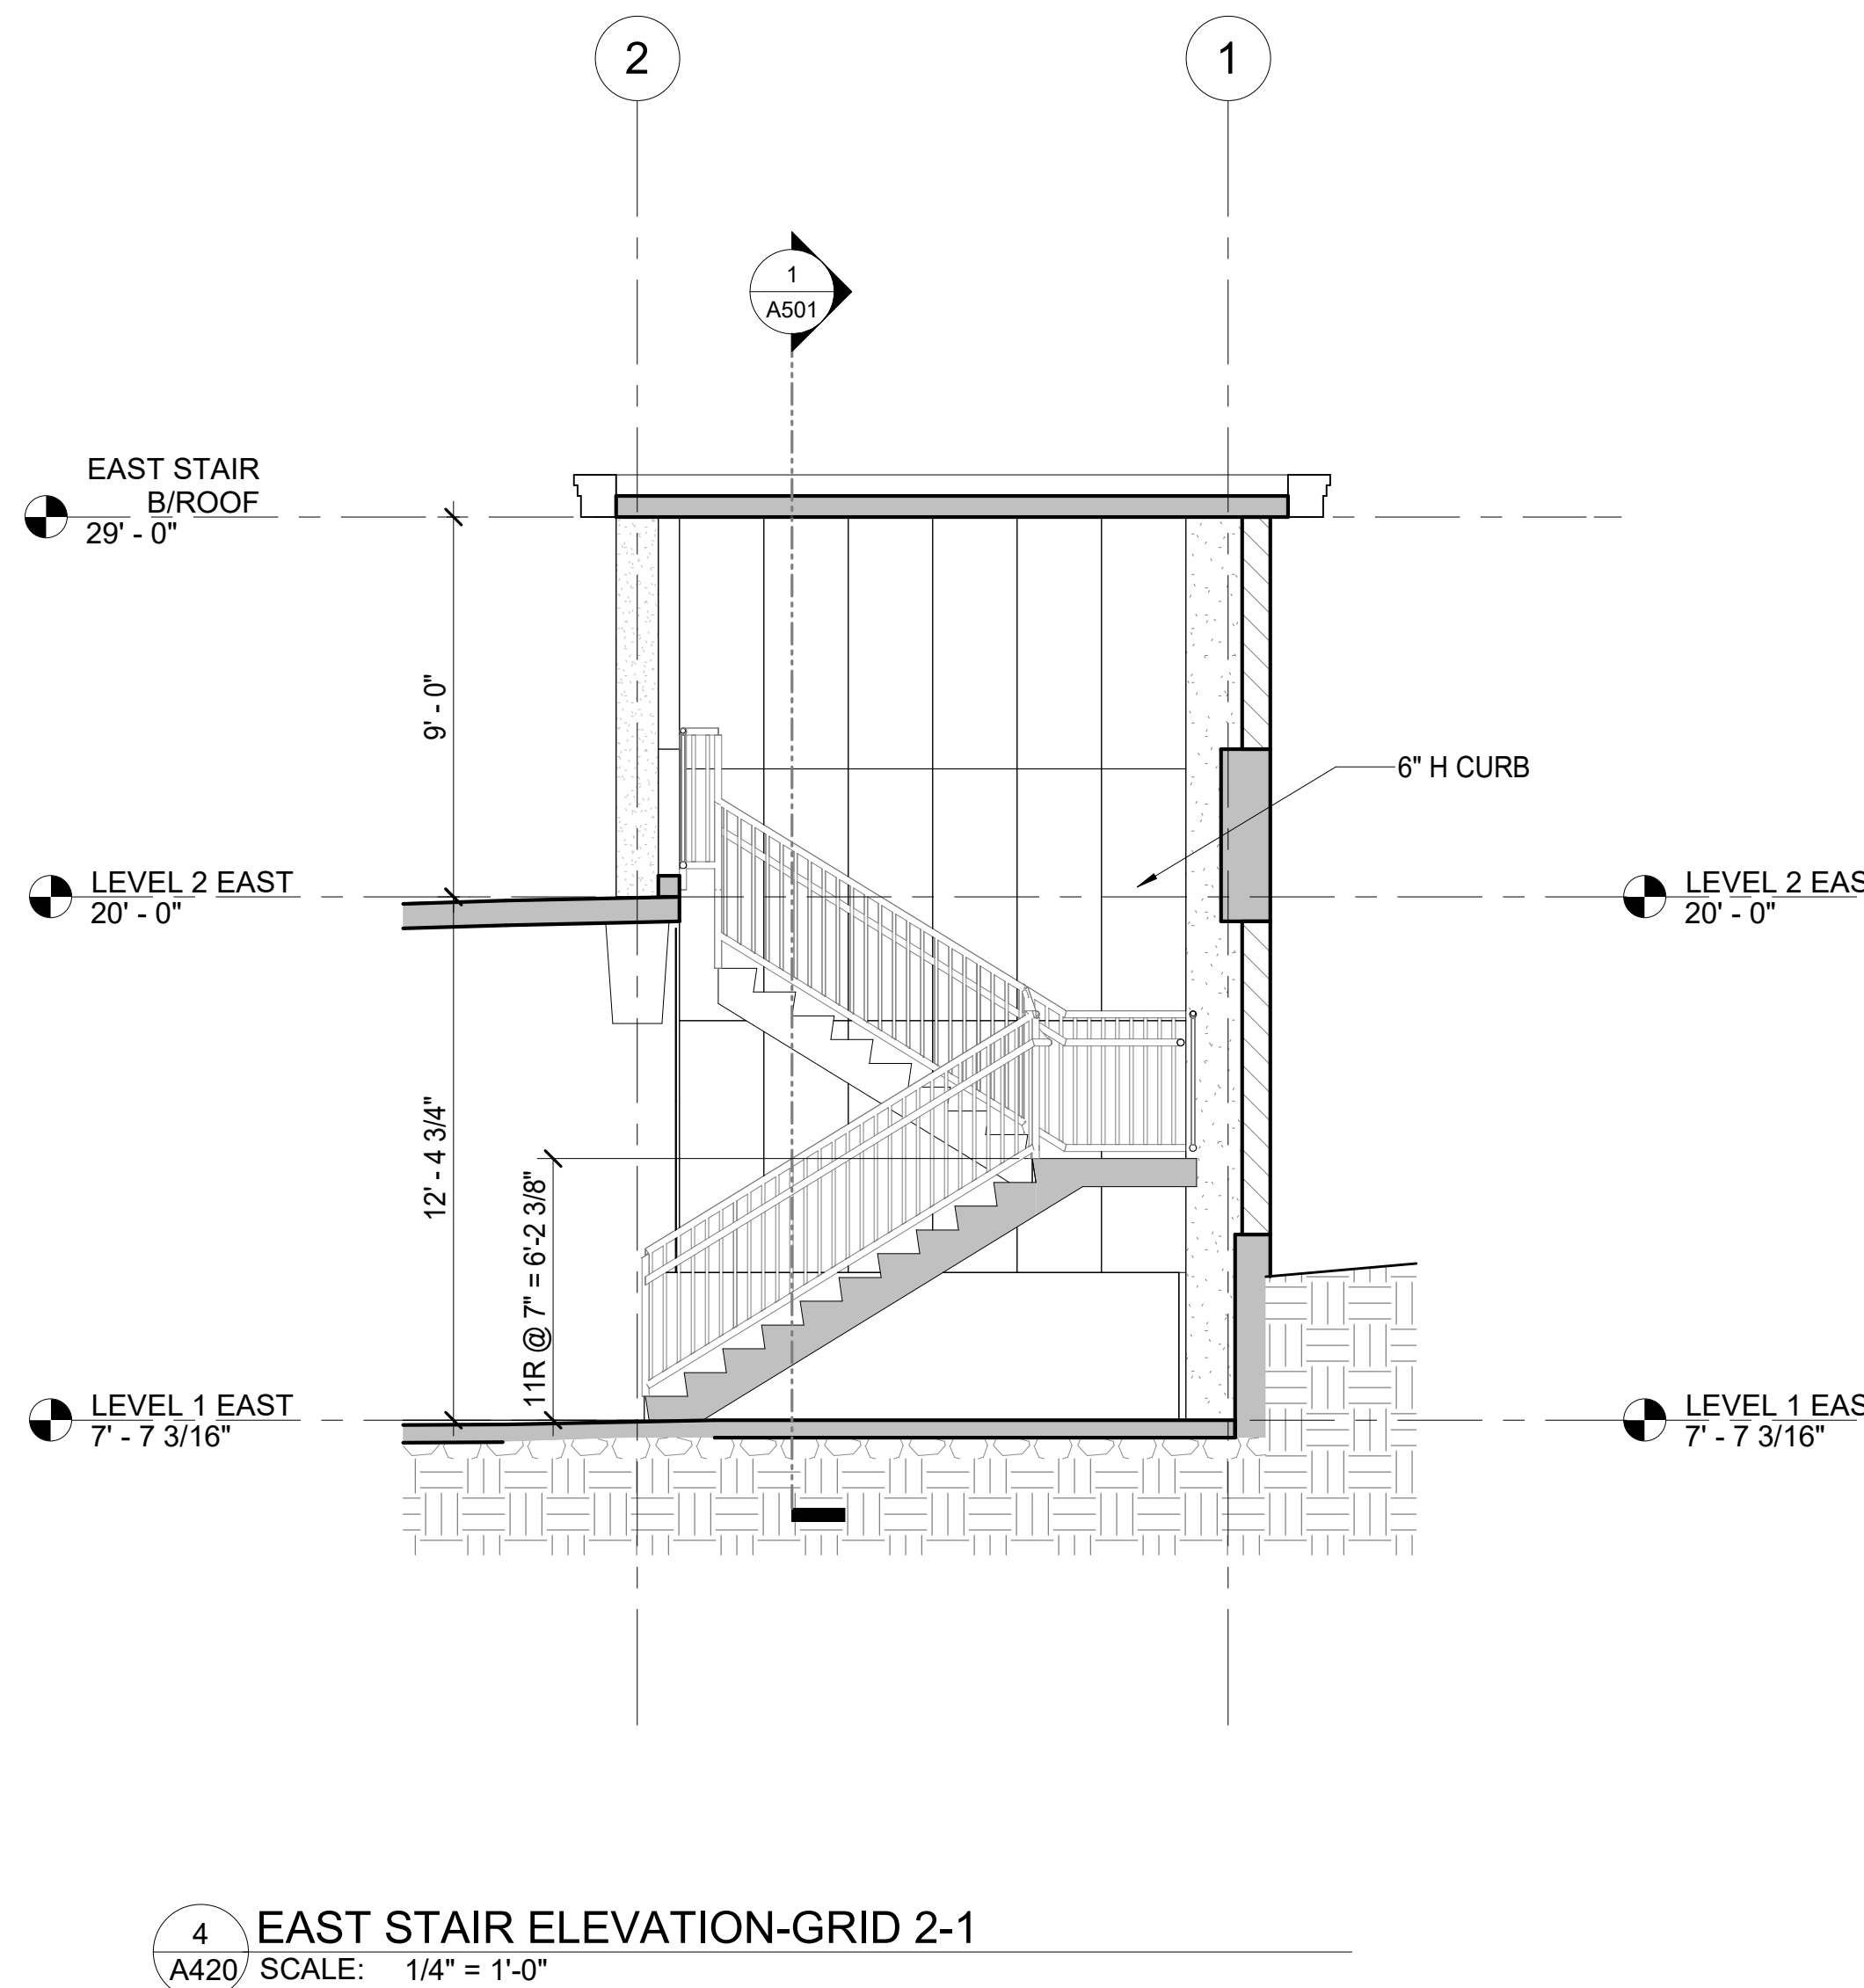 2
1
1
A501
EAST STAIR
B/ROOF
29' - 0"
9' - 0"
6" H CURB
LEVEL 2 EAST
20' - 0"
LEVEL 2 EAS
20' - 0"
12' - 4 3/4"
11R @ 7" = 6'-2 3/8"
LEVEL 1 EAST
7' - 7 3/16"
LEVEL 1 EAS
7' - 7 3/16"
4
A420
EAST STAIR ELEVATION-GRID 2-1
SCALE: 1/4" = 1'-0"